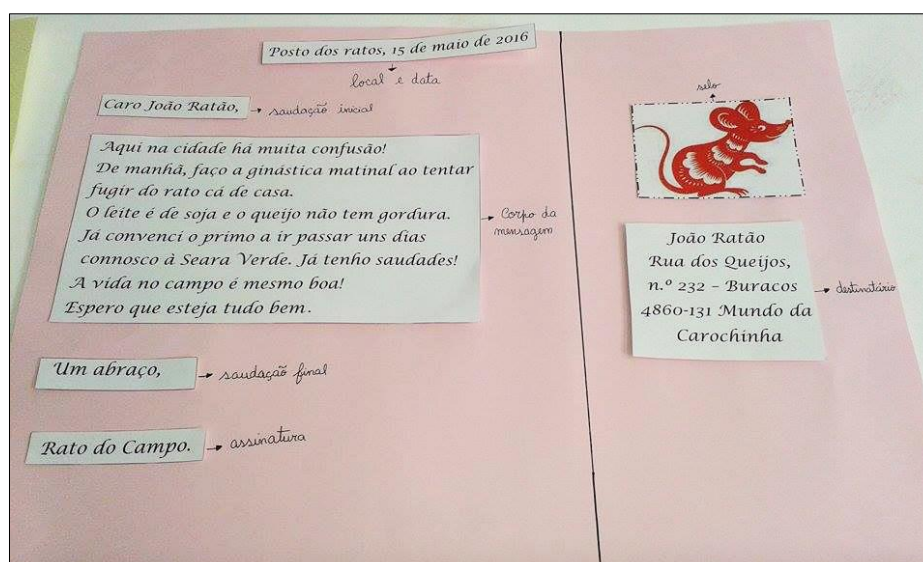 Posto dos ratos, 15 de maio de 2016
local e data
Caro João Ratão,
saudação inicial
Aqui na cidade há muita confusão!
De manhã, faço a ginástica matinal ao tentar
fugir do rato cá de casa.
O leite é de soja e o queijo não tem gordura.
Já convenci o primo a ir passar uns dias
connosco à Seara Verde. Já tenho saudades!
A vida no campo é mesmo boa!
Espero que esteja tudo bem.
Corpo da
mensagem
Um abraço,
saudação final
Rato do Campo.
assinatura
selo
João Ratão
Rua dos Queijos,
n.º 232 – Buracos
4860-131 Mundo da
Carochinha
destinatário